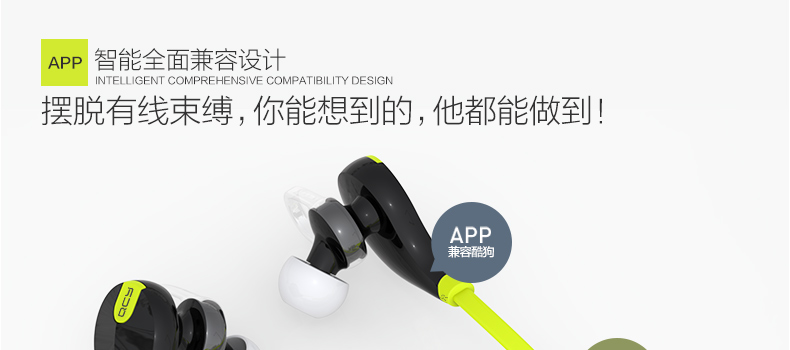 APP 智能全面兼容设计
INTELLIGENT COMPREHENSIVE COMPATIBILITY DESIGN
摆脱有线束缚，你能想到的，他都能做到！
APP
兼容酷狗